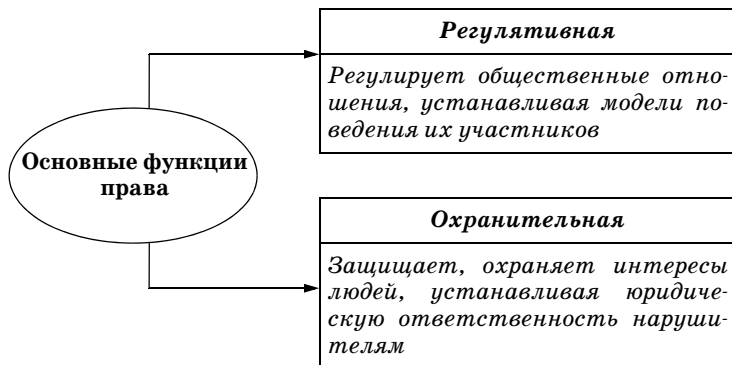 Регулятивная
Регулирует общественные отно-
шения, устанавливая модели по-
ведения их участников
Основные функции
права
Охранительная
Защищает, охраняет интересы
людей, устанавливая юридиче-
скую ответственность наруши-
телям